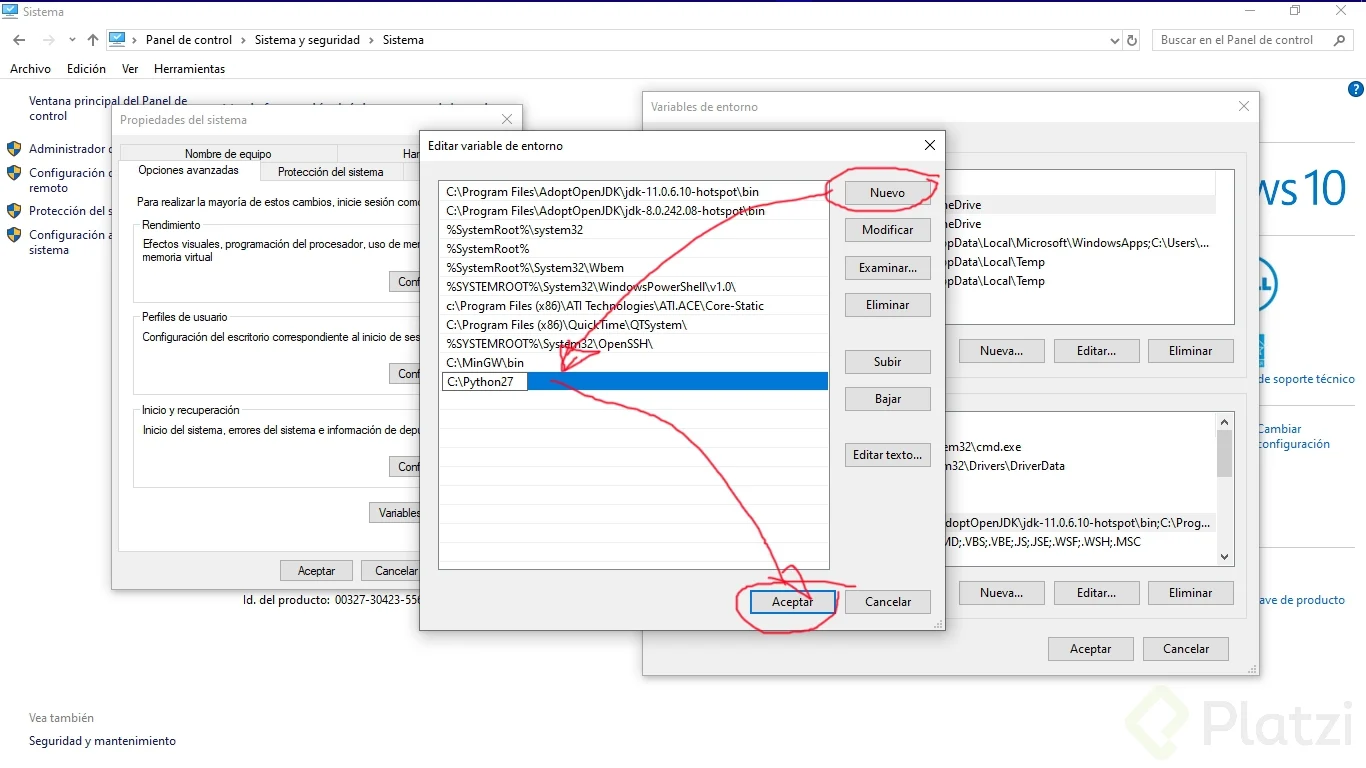 Sistema
Panel de control
Sistema y seguridad
Sistema
Buscar en el Panel de control
Archivo
Edición
Ver
Herramientas
Ventana principal del Panel de
control
Administrador
Configuración
remoto
Protección del s
Configuración a
sistema
Vea también
Seguridad y mantenimiento
Propiedades del sistema
Nombre de equipo
Har
Opciones avanzadas
Protección del sistema
Para realizar la mayoría de estos cambios, inicie sesión como
Rendimiento
Efectos visuales, programación del procesador, uso de mem
memoria virtual
Conf
Perfiles de usuario
Configuración del escritorio correspondiente al inicio de ses
Conf
Inicio y recuperación
Inicio del sistema, errores del sistema e información de depu
Conf
Variables
Aceptar
Cancelar
Id. del producto: 00327-30423-556
Editar variable de entorno
C:\Program Files\AdoptOpenJDK\jdk-11.0.6.10-hotspot\bin
C:\Program Files\AdoptOpenJDK\jdk-8.0.242.08-hotspot\bin
%SystemRoot%\system32
%SystemRoot%
%SystemRoot%\System32\Wbem
%SYSTEMROOT%\System32\WindowsPowerShell\v1.0\
c:\Program Files (x86)\ATI Technologies\ATI.ACE\Core-Static
C:\Program Files (x86)\QuickTime\QTSystem\
%SYSTEMROOT%\System32\OpenSSH\
C:\MinGW\bin
C:\Python27
Nuevo
Modificar
Examinar...
Eliminar
Subir
Bajar
Editar texto...
Aceptar
Cancelar
Variables de entorno
neDrive
neDrive
ppData\Local\Microsoft\WindowsApps;C:\Users\...
ppData\Local\Temp
ppData\Local\Temp
Nueva...
Editar...
Eliminar
em32\cmd.exe
m32\Drivers\DriverData
doptOpenJDK\jdk-11.0.6.10-hotspot\bin;C:\Prog...
MD;.VBS;.VBE;.JS;.JSE;.WSF;.WSH;.MSC
Nueva...
Editar...
Eliminar
Aceptar
Cancelar
ws 10
LL
de soporte técnico
Cambiar
configuración
ave de producto
Platzi